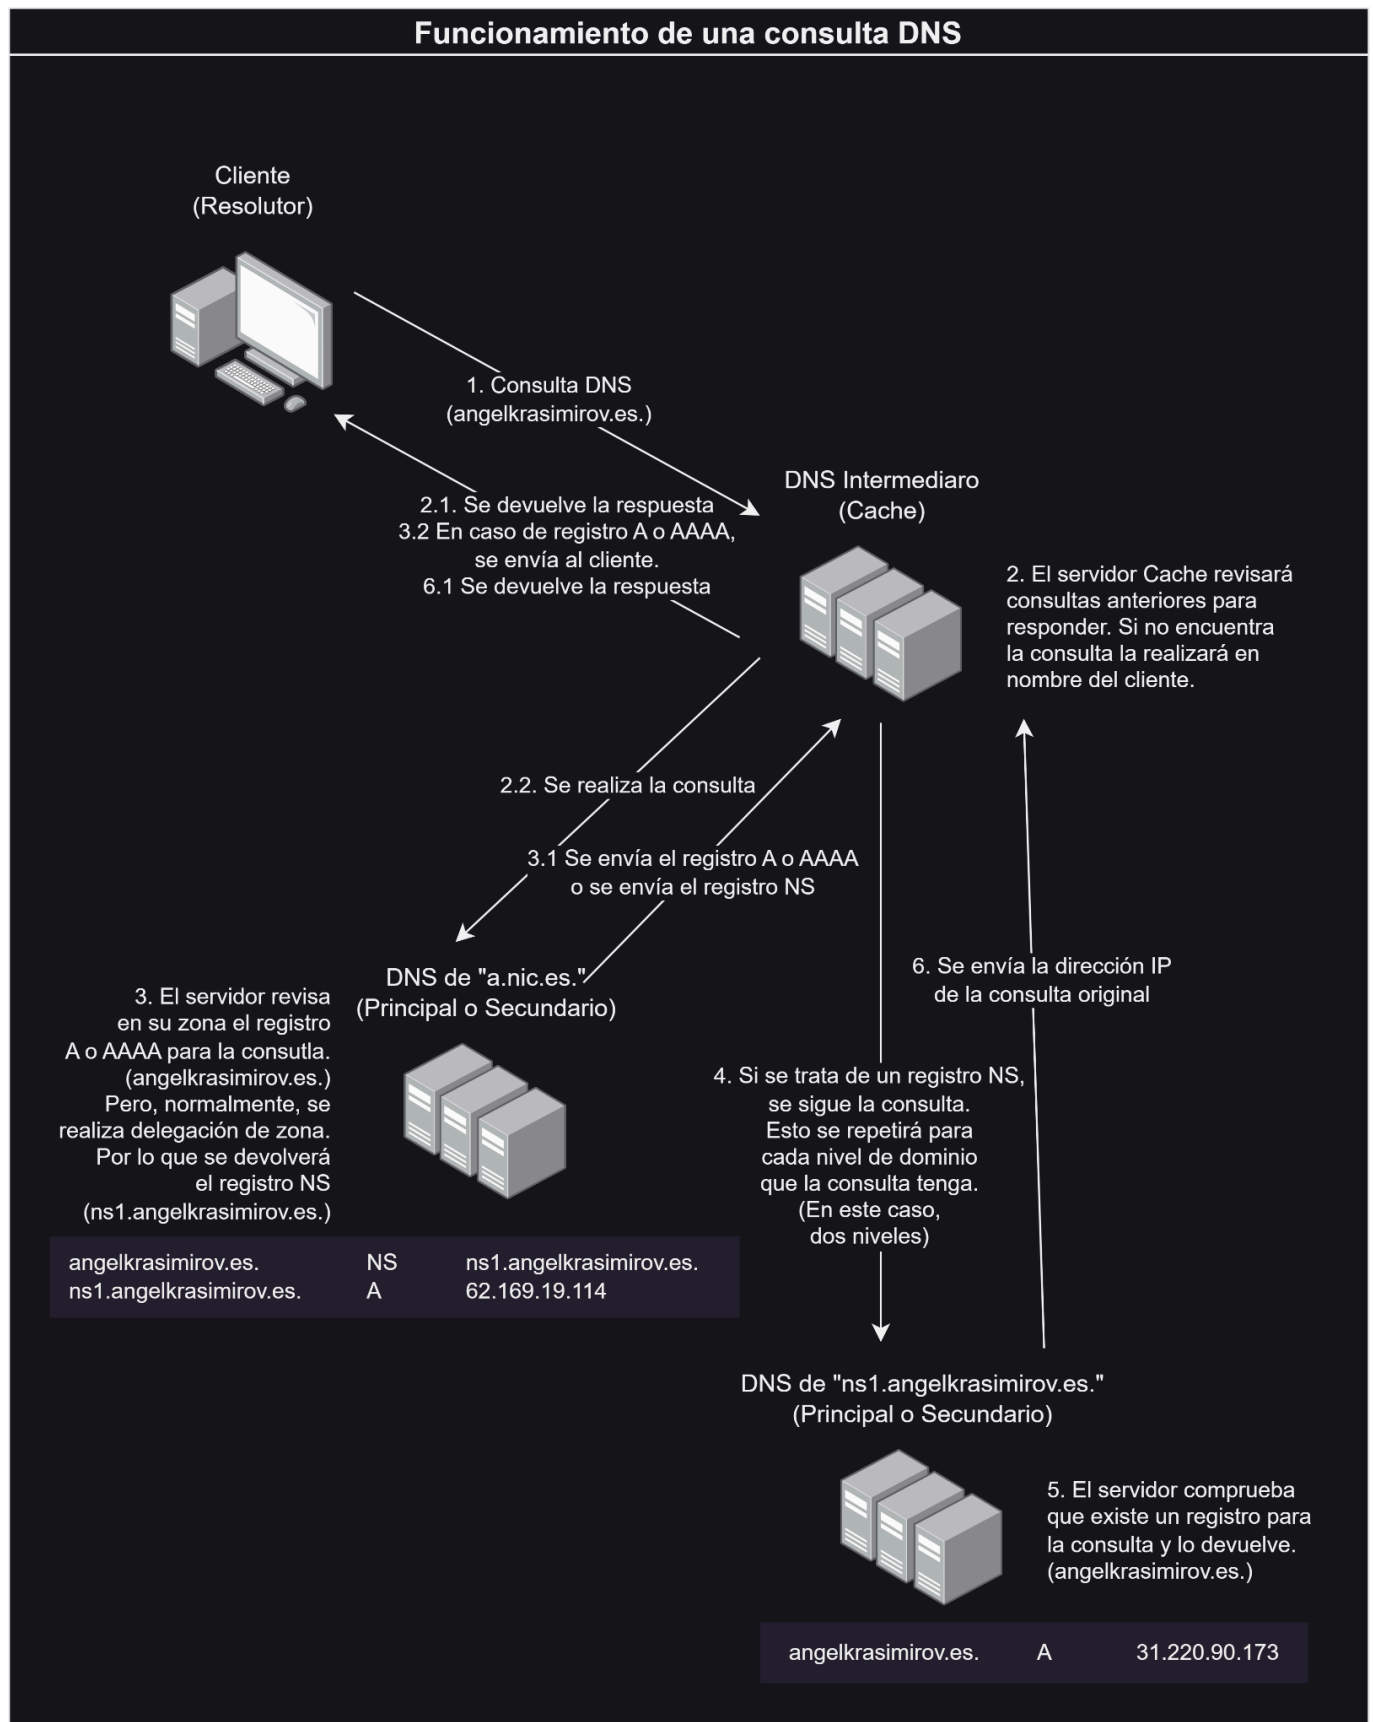 Funcionamiento de una consulta DNS
Cliente
(Resolutor)
1. Consulta DNS
(angelkrasimirov.es.)
2.1. Se devuelve la respuesta
3.2 En caso de registro A o AAAA,
se envía al cliente.
6.1 Se devuelve la respuesta
DNS Intermediaro
(Cache)
2. El servidor Cache revisará
consultas anteriores para
responder. Si no encuentra
la consulta la realizará en
nombre del cliente.
2.2. Se realiza la consulta
3.1 Se envía el registro A o AAAA
o se envía el registro NS
DNS de "a.nic.es."
(Principal o Secundario)
3. El servidor revisa
en su zona el registro
A o AAAA para la consutla.
(angelkrasimirov.es.)
Pero, normalmente, se
realiza delegación de zona.
Por lo que se devolverá
el registro NS
(ns1.angelkrasimirov.es.)
angelkrasimirov.es. NS ns1.angelkrasimirov.es.
ns1.angelkrasimirov.es. A 62.169.19.114
6. Se envía la dirección IP
de la consulta original
4. Si se trata de un registro NS,
se sigue la consulta.
Esto se repetirá para
cada nivel de dominio
que la consulta tenga.
(En este caso,
dos niveles)
DNS de "ns1.angelkrasimirov.es."
(Principal o Secundario)
5. El servidor comprueba
que existe un registro para
la consulta y lo devuelve.
(angelkrasimirov.es.)
angelkrasimirov.es. A 31.220.90.173